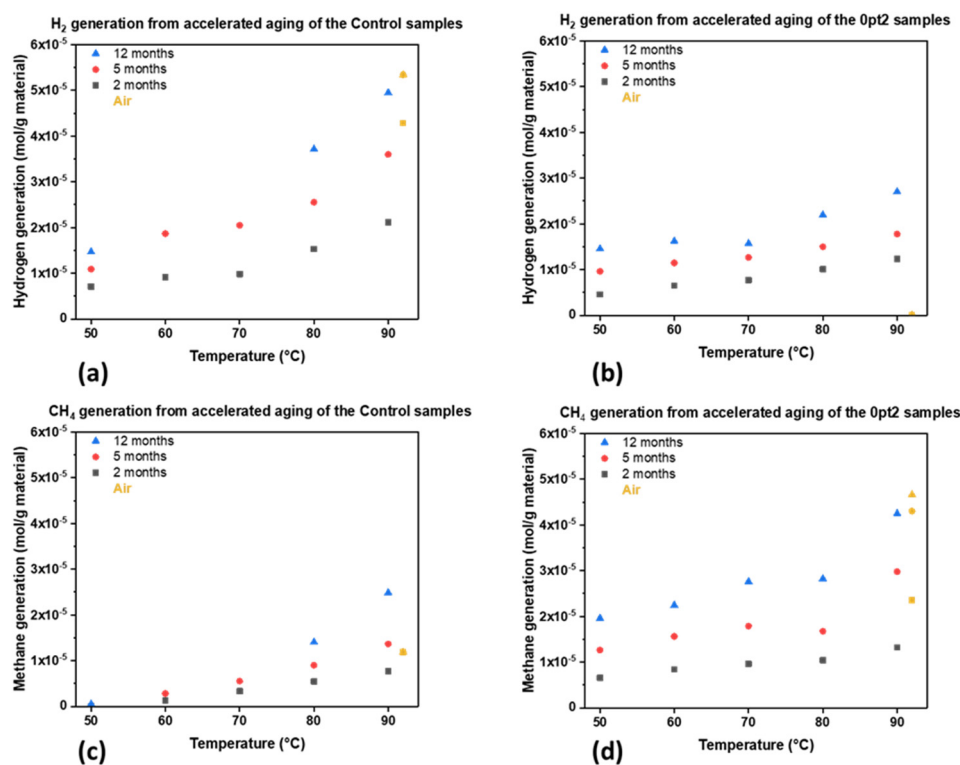 H₂ generation from accelerated aging of the Control samples
6x10⁻⁵
5x10⁻⁵
4x10⁻⁵
3x10⁻⁵
2x10⁻⁵
1x10⁻⁵
0
Hydrogen generation (mol/g material)
12 months
5 months
2 months
Air
50 60 70 80 90
Temperature (°C)
(a)
H₂ generation from accelerated aging of the 0pt2 samples
6x10⁻⁵
5x10⁻⁵
4x10⁻⁵
3x10⁻⁵
2x10⁻⁵
1x10⁻⁵
0
Hydrogen generation (mol/g material)
12 months
5 months
2 months
Air
50 60 70 80 90
Temperature (°C)
(b)
CH₄ generation from accelerated aging of the Control samples
6x10⁻⁵
5x10⁻⁵
4x10⁻⁵
3x10⁻⁵
2x10⁻⁵
1x10⁻⁵
0
Methane generation (mol/g material)
12 months
5 months
2 months
Air
50 60 70 80 90
Temperature (°C)
(c)
CH₄ generation from accelerated aging of the 0pt2 samples
6x10⁻⁵
5x10⁻⁵
4x10⁻⁵
3x10⁻⁵
2x10⁻⁵
1x10⁻⁵
0
Methane generation (mol/g material)
12 months
5 months
2 months
Air
50 60 70 80 90
Temperature (°C)
(d)